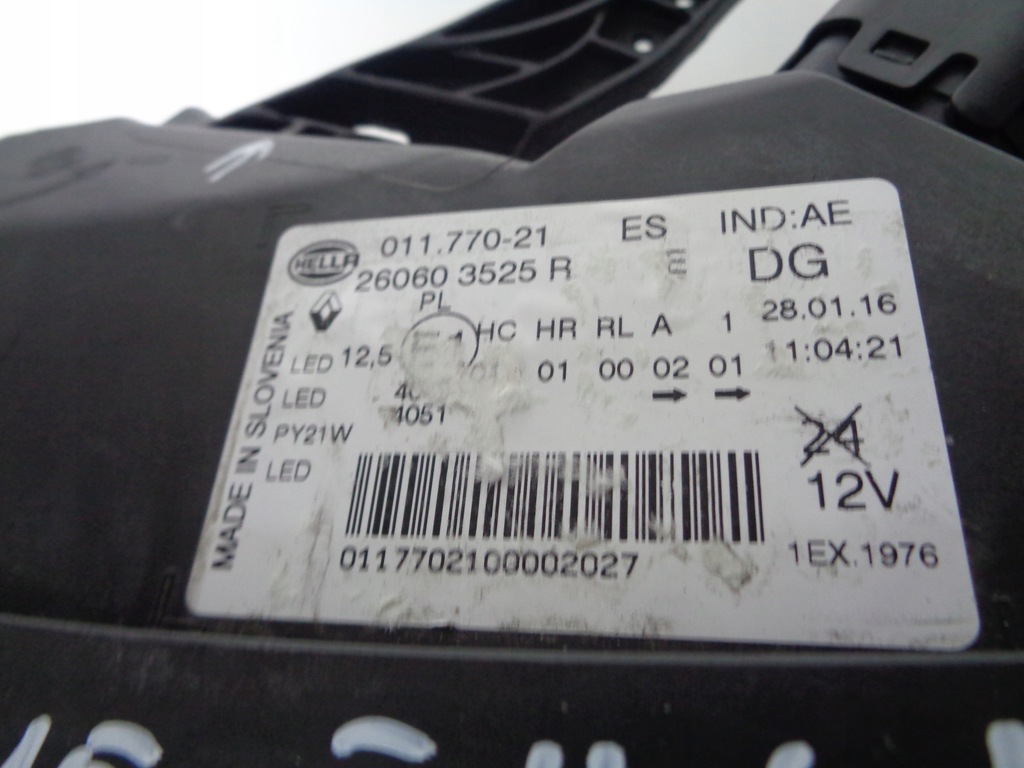 011.770-21 ES IND:AE
HELLA
26060 3525 R DG
PL
28.01.16
HC HR RL A 1
LED 12,5
01 00 02 01 11:04:21
LED
4051
PY21W
24
LED
12V
MADE IN SLOVENIA
0117702100002027
1EX.1976